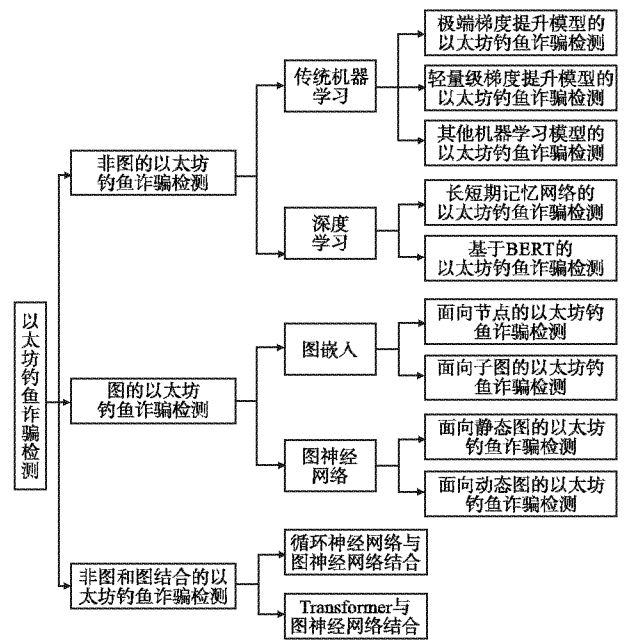 以太坊钓鱼诈骗检测
非图的以太坊
钓鱼诈骗检测
传统机器
学习
极端梯度提升模型的
以太坊钓鱼诈骗检测
轻量级梯度提升模型的
以太坊钓鱼诈骗检测
其他机器学习模型的
以太坊钓鱼诈骗检测
深度
学习
长短期记忆网络的
以太坊钓鱼诈骗检测
基于BERT的
以太坊钓鱼诈骗检测
图的以太坊
钓鱼诈骗检测
图嵌入
面向节点的以太坊钓
鱼诈骗检测
面向子图的以太坊钓
鱼诈骗检测
图神经
网络
面向静态图的以太坊
钓鱼诈骗检测
面向动态图的以太坊
钓鱼诈骗检测
非图和图结合的以
太坊钓鱼诈骗检测
循环神经网络与
图神经网络结合
Transformer与
图神经网络结合